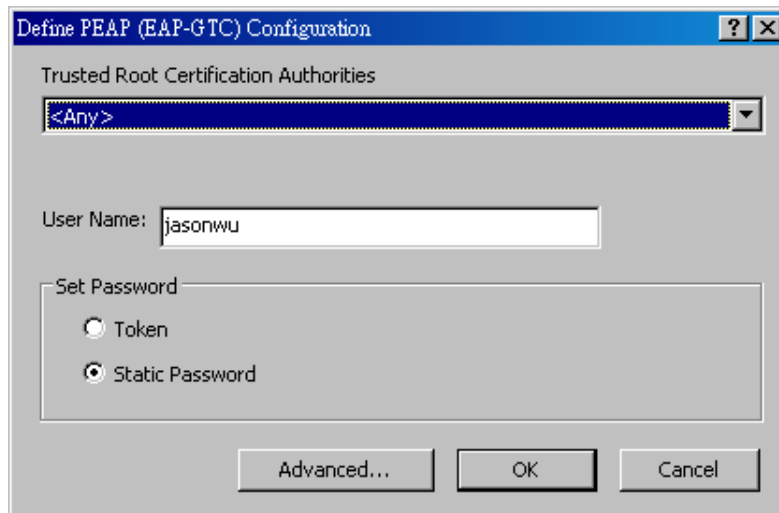 Define PEAP (EAP-GTC) Configuration
?
Trusted Root Certification Authorities
<Any>
User Name: jasonwu
Set Password
Token
Static Password
Advanced... OK Cancel